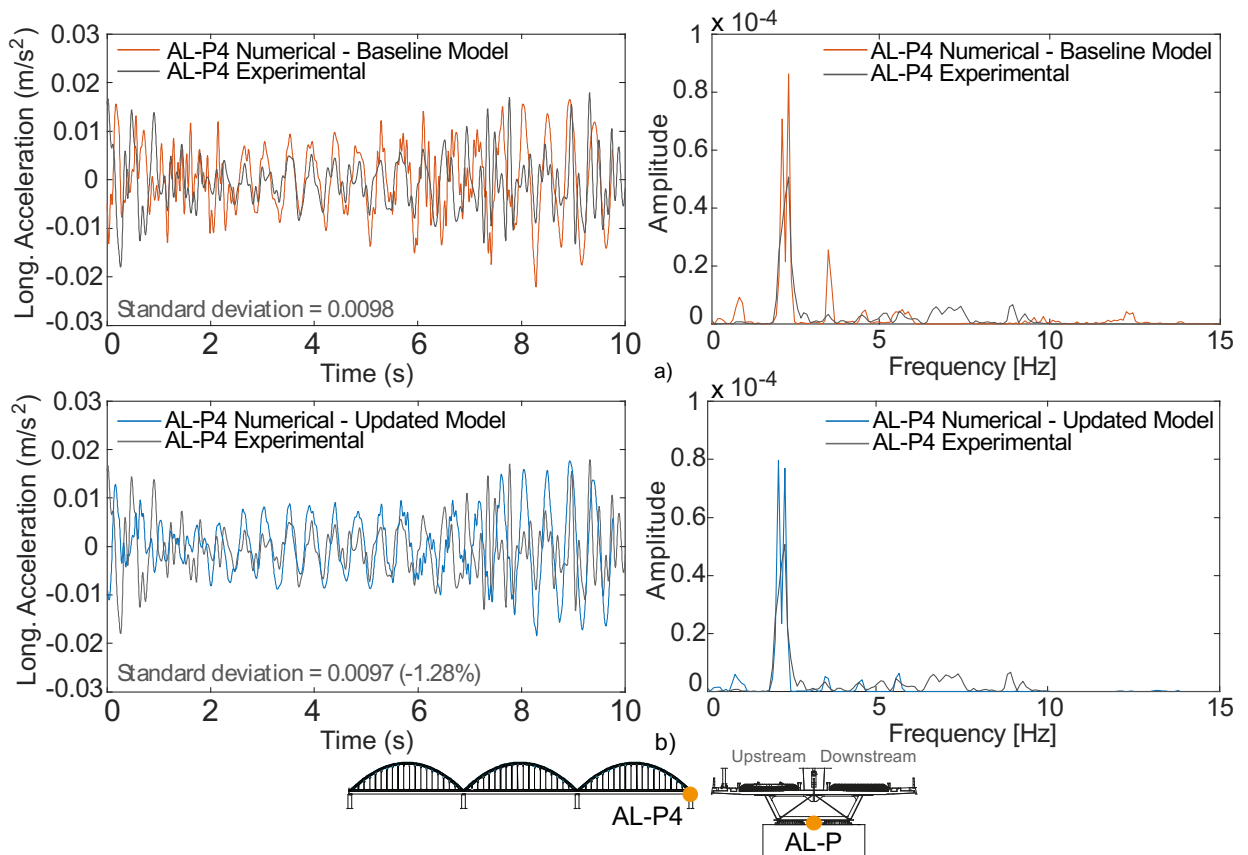 0.03
0.02
0.01
0
-0.01
-0.02
-0.03
Long. Acceleration (m/s²)
AL-P4 Numerical - Baseline Model
AL-P4 Experimental
Standard deviation = 0.0098
0 2 4 6 8 10
Time (s)
1 x 10⁻⁴
0.8
0.6
0.4
0.2
0
Amplitude
AL-P4 Numerical - Baseline Model
AL-P4 Experimental
0 5 10 15
Frequency [Hz]
a)
0.03
0.02
0.01
0
-0.01
-0.02
-0.03
Long. Acceleration (m/s²)
AL-P4 Numerical - Updated Model
AL-P4 Experimental
Standard deviation = 0.0097 (-1.28%)
0 2 4 6 8 10
Time (s)
1 x 10⁻⁴
0.8
0.6
0.4
0.2
0
Amplitude
AL-P4 Numerical - Updated Model
AL-P4 Experimental
0 5 10 15
Frequency [Hz]
b)
Upstream Downstream
AL-P4
AL-P